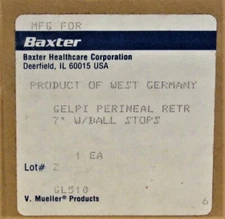 MFG FOR
Baxter
Baxter Healthcare Corporation
Deerfield, IL 60015 USA
PRODUCT OF WEST GERMANY
GELPI PERINEAL RETR
7" W/BALL STOPS
1 EA
Lot# Z
GL510
V. Mueller® Products
6